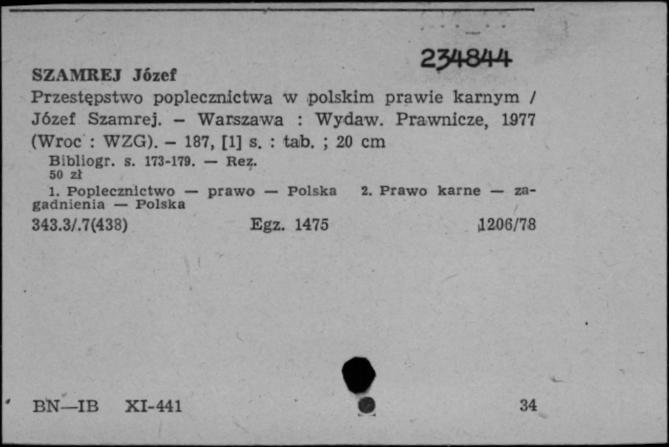 234844
SZAMREJ Józef
Przestępstwo poplecznictwa w polskim prawie karnym /
Józef Szamrej. — Warszawa : Wydaw. Prawnicze, 1977
(Wroc : WZG). — 187, [1] s. : tab. ; 20 cm
Bibliogr. s. 173-179. — Rez.
50 zł
1. Poplecznictwo — prawo — Polska 2. Prawo karne — za-
gadnienia — Polska
343.3/.7(438) Egz. 1475 1206/78
BN—IB XI-441 34